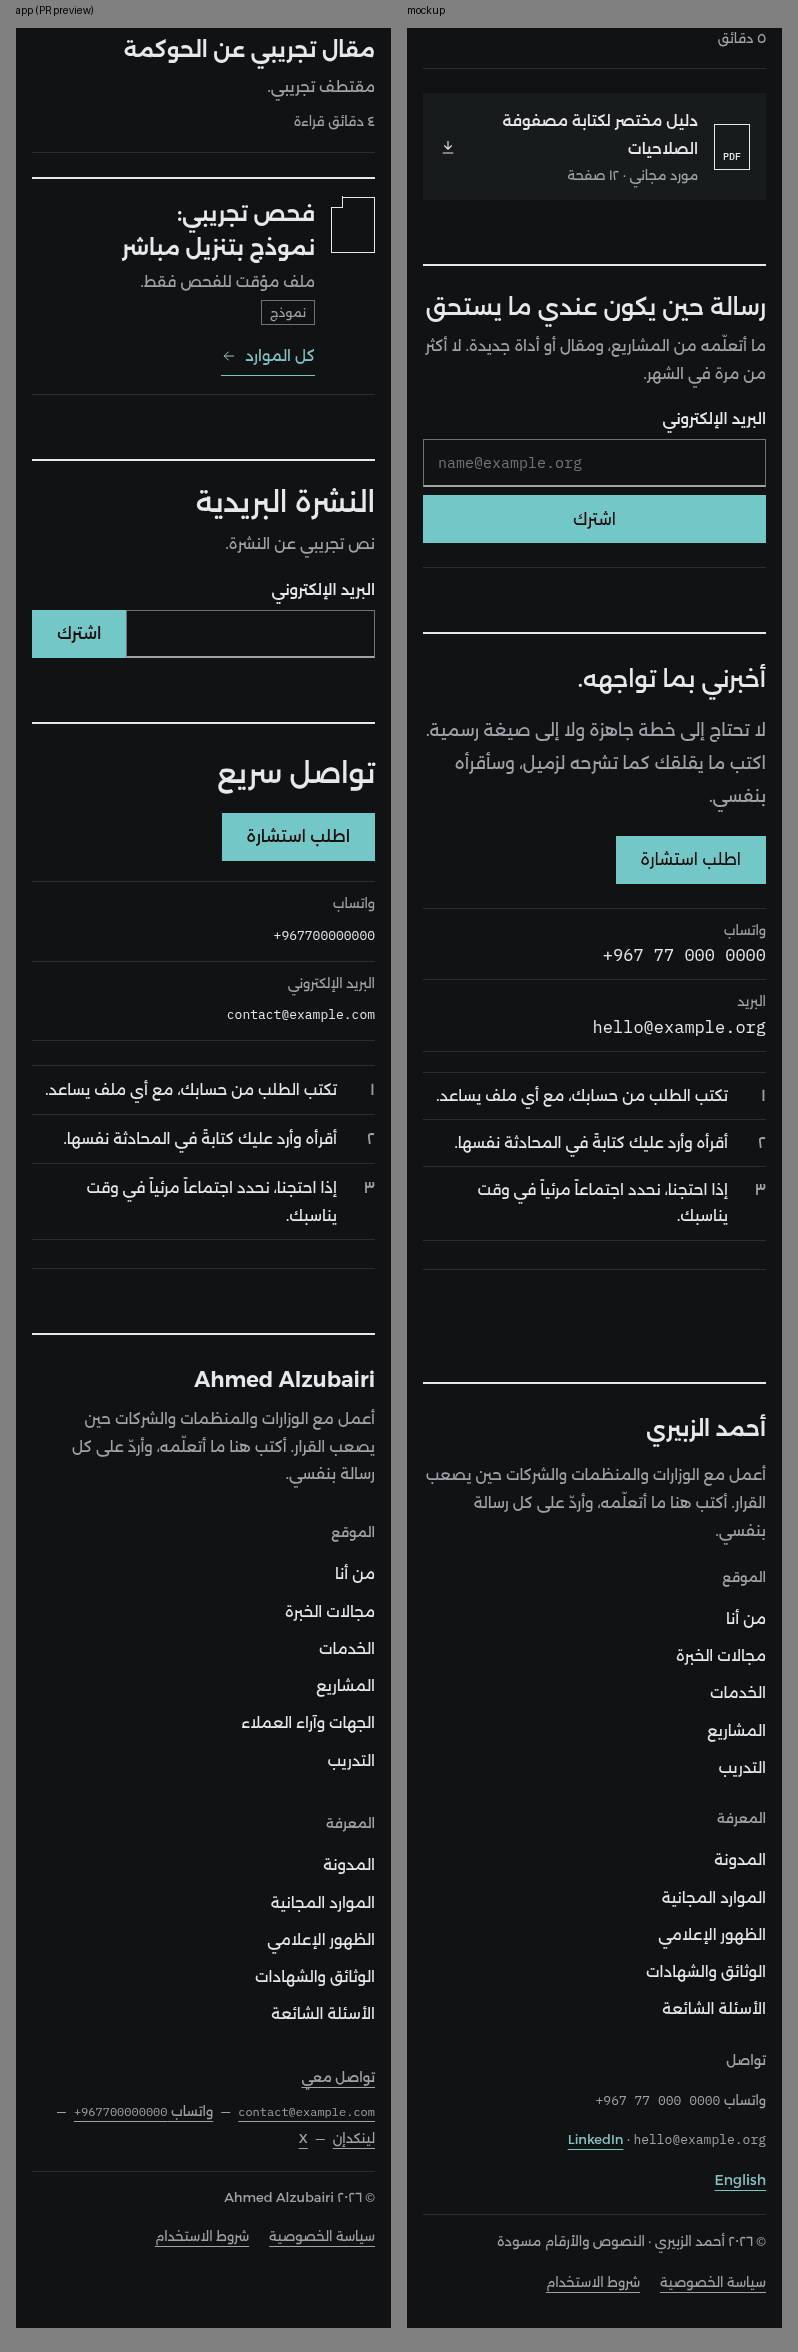 app (PR preview)
مقال تجريبي عن الحوكمة
مقتطف تجريبي.
٤ دقائق قراءة
فحص تجريبي:
نموذج بتنزيل مباشر
ملف مؤقت للفحص فقط.
نموذج
كل الموارد ←
النشرة البريدية
نص تجريبي عن النشرة.
البريد الإلكتروني
اشترك
تواصل سريع
اطلب استشارة
واتساب
+967700000000
البريد الإلكتروني
contact@example.com
١ تكتب الطلب من حسابك، مع أي ملف يساعد.
٢ أقرأه وأرد عليك كتابةً في المحادثة نفسها.
٣ إذا احتجنا، نحدد اجتماعاً مرئياً في وقت
يناسبك.
Ahmed Alzubairi
أعمل مع الوزارات والمنظمات والشركات حين
يصعب القرار. أكتب هنا ما أتعلّمه، وأردّ على كل
رسالة بنفسي.
الموقع
من أنا
مجالات الخبرة
الخدمات
المشاريع
الجهات وآراء العملاء
التدريب
المعرفة
المدونة
الموارد المجانية
الظهور الإعلامي
الوثائق والشهادات
الأسئلة الشائعة
تواصل معي
contact@example.com — واتساب +967700000000 —
لينكدإن — X
© ٢٠٢٦ Ahmed Alzubairi
سياسة الخصوصية شروط الاستخدام
mockup
٥ دقائق
PDF
دليل مختصر لكتابة مصفوفة
الصلاحيات
مورد مجاني · ١٢ صفحة
رسالة حين يكون عندي ما يستحق
ما أتعلّمه من المشاريع، ومقال أو أداة جديدة. لا أكثر
من مرة في الشهر.
البريد الإلكتروني
name@example.org
اشترك
أخبرني بما تواجهه.
لا تحتاج إلى خطة جاهزة ولا إلى صيغة رسمية.
اكتب ما يقلقك كما تشرحه لزميل، وسأقرأه
بنفسي.
اطلب استشارة
واتساب
+967 77 000 0000
البريد
hello@example.org
١ تكتب الطلب من حسابك، مع أي ملف يساعد.
٢ أقرأه وأرد عليك كتابةً في المحادثة نفسها.
٣ إذا احتجنا، نحدد اجتماعاً مرئياً في وقت
يناسبك.
أحمد الزبيري
أعمل مع الوزارات والمنظمات والشركات حين يصعب
القرار. أكتب هنا ما أتعلّمه، وأردّ على كل رسالة
بنفسي.
الموقع
من أنا
مجالات الخبرة
الخدمات
المشاريع
التدريب
المعرفة
المدونة
الموارد المجانية
الظهور الإعلامي
الوثائق والشهادات
الأسئلة الشائعة
تواصل
واتساب +967 77 000 0000
hello@example.org · LinkedIn
English
© ٢٠٢٦ أحمد الزبيري · النصوص والأرقام مسودة
سياسة الخصوصية شروط الاستخدام